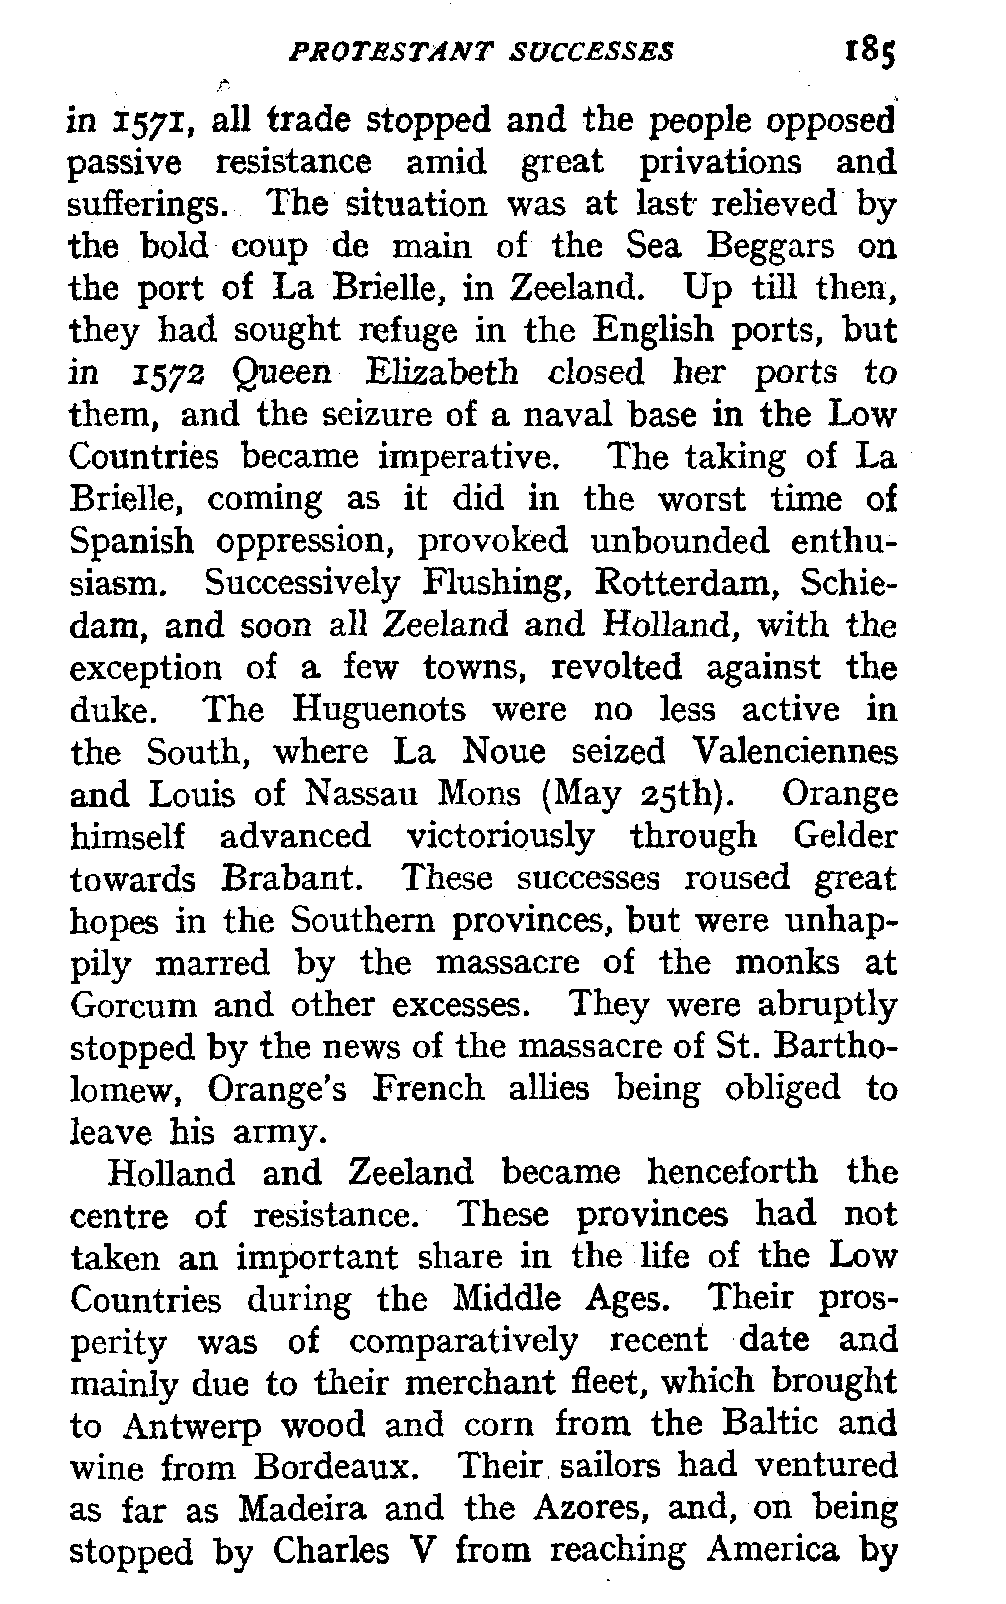 PROTESTANT SUCCESSES 185
in 1571, all trade stopped and the people opposed
passive resistance amid great privations and
sufferings. The situation was at last relieved by
the bold coup de main of the Sea Beggars on
the port of La Brielle, in Zeeland. Up till then,
they had sought refuge in the English ports, but
in 1572 Queen Elizabeth closed her ports to
them, and the seizure of a naval base in the Low
Countries became imperative. The taking of La
Brielle, coming as it did in the worst time of
Spanish oppression, provoked unbounded enthu-
siasm. Successively Flushing, Rotterdam, Schie-
dam, and soon all Zeeland and Holland, with the
exception of a few towns, revolted against the
duke. The Huguenots were no less active in
the South, where La Noue seized Valenciennes
and Louis of Nassau Mons (May 25th). Orange
himself advanced victoriously through Gelder
towards Brabant. These successes roused great
hopes in the Southern provinces, but were unhap-
pily marred by the massacre of the monks at
Gorcum and other excesses. They were abruptly
stopped by the news of the massacre of St. Bartho-
lomew, Orange's French allies being obliged to
leave his army.
Holland and Zeeland became henceforth the
centre of resistance. These provinces had not
taken an important share in the life of the Low
Countries during the Middle Ages. Their pros-
perity was of comparatively recent date and
mainly due to their merchant fleet, which brought
to Antwerp wood and corn from the Baltic and
wine from Bordeaux. Their sailors had ventured
as far as Madeira and the Azores, and, on being
stopped by Charles V from reaching America by